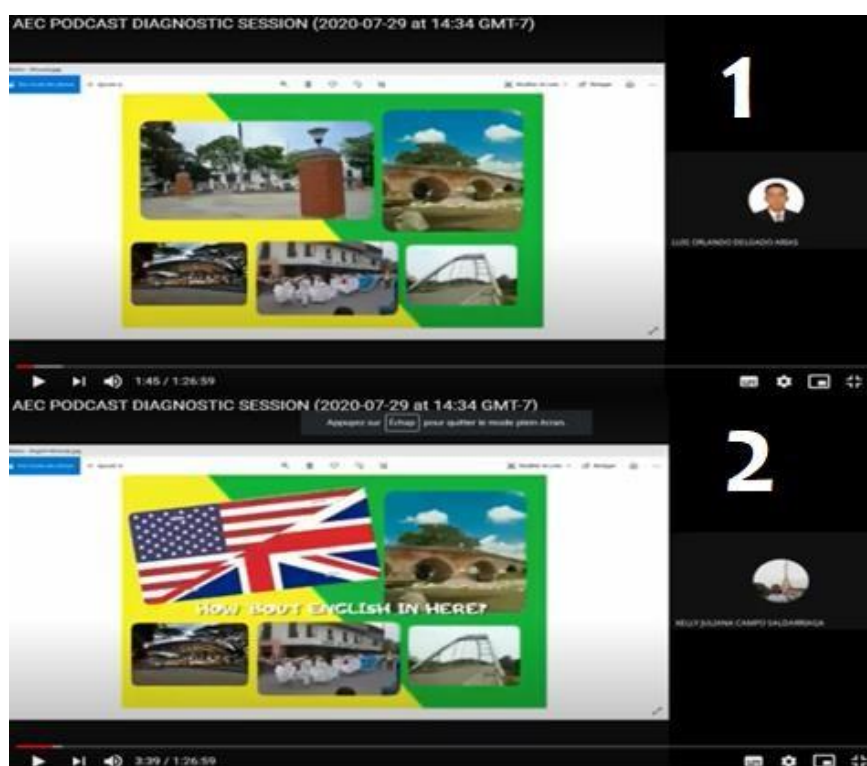 AEC PODCAST DIAGNOSTIC SESSION (2020-07-29 at 14:34 GMT-7)
1
LUIS ORLANDO DELGADO ARIAS
1:45 / 1:26:59
AEC PODCAST DIAGNOSTIC SESSION (2020-07-29 at 14:34 GMT-7)
Appuyez sur Échap pour quitter le mode plein écran.
2
HOW BOUT ENGLISH IN HERE?
KELLY JULIANA CAMPO SALDARRIAGA
3:39 / 1:26:59